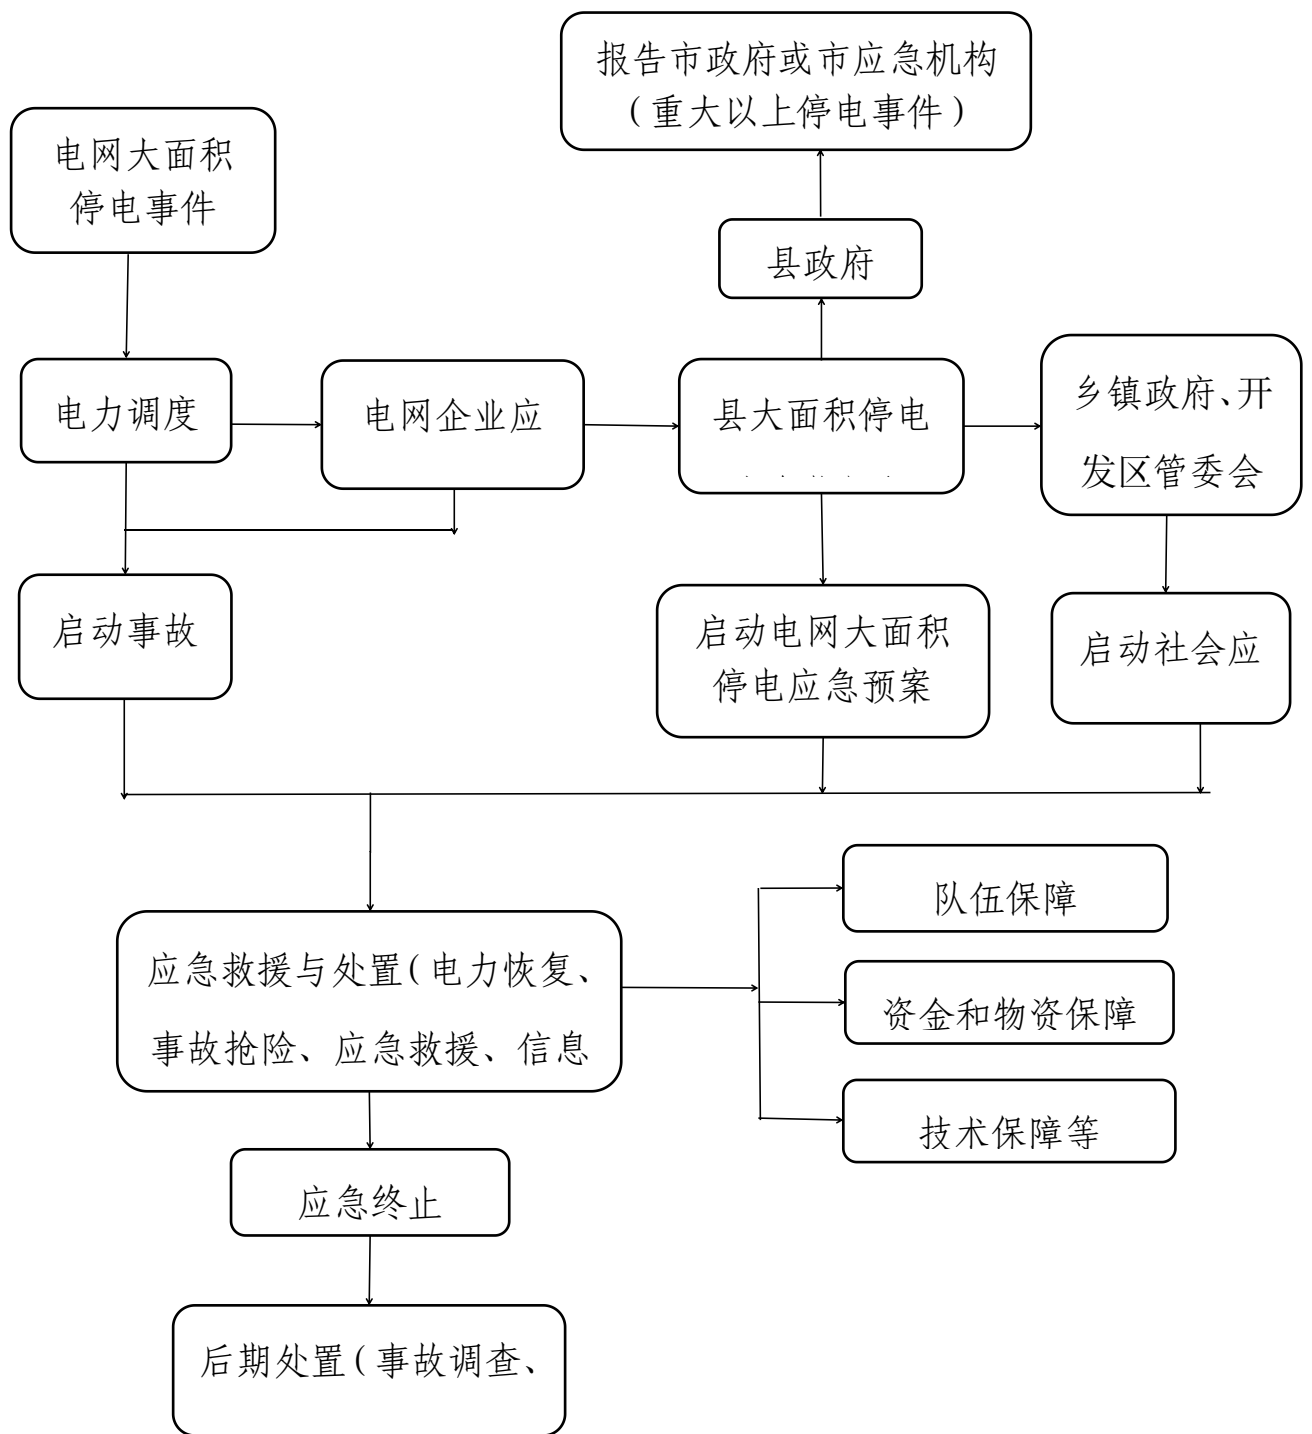 报告市政府或市应急机构
(重大以上停电事件)
电网大面积
停电事件
县政府
电力调度
电网企业应
县大面积停电
乡镇政府、开
发区管委会
启动事故
启动电网大面积
停电应急预案
启动社会应
队伍保障
应急救援与处置(电力恢复、
事故抢险、应急救援、信息
资金和物资保障
技术保障等
应急终止
后期处置(事故调查、